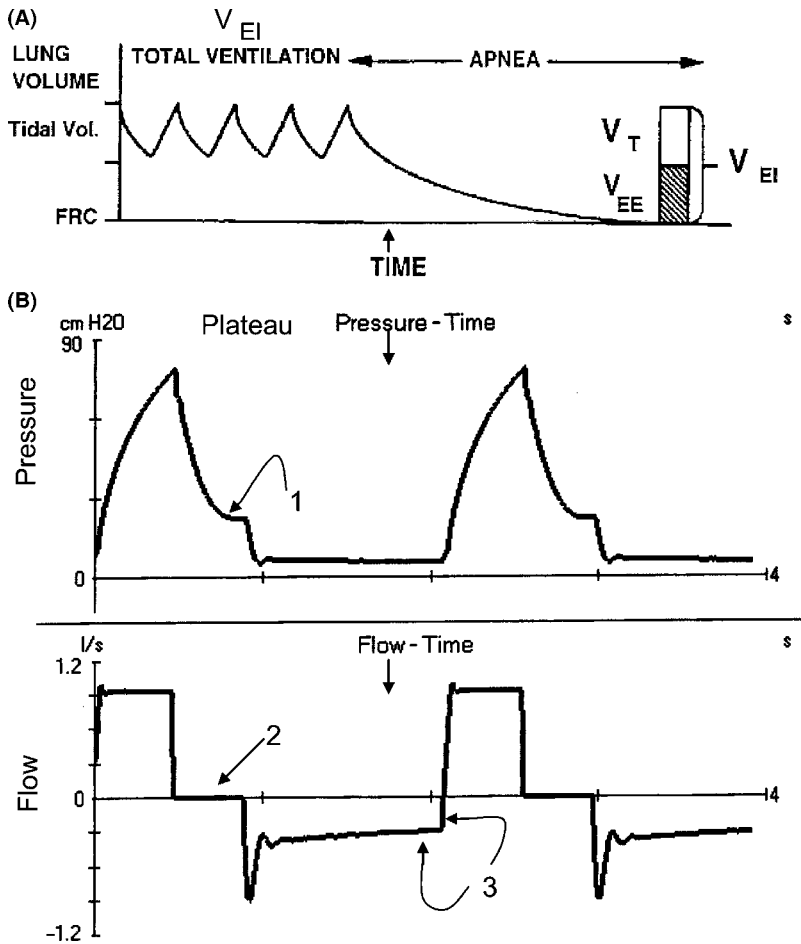 (A)
V EI
LUNG VOLUME
TOTAL VENTILATION
APNEA
Tidal Vol.
V T
V EE
V EI
FRC
TIME
(B)
cm H2O
Plateau
Pressure-Time
s
90
Pressure
1
0
4
l/s
Flow-Time
s
1.2
2
Flow
0
4
3
-1.2